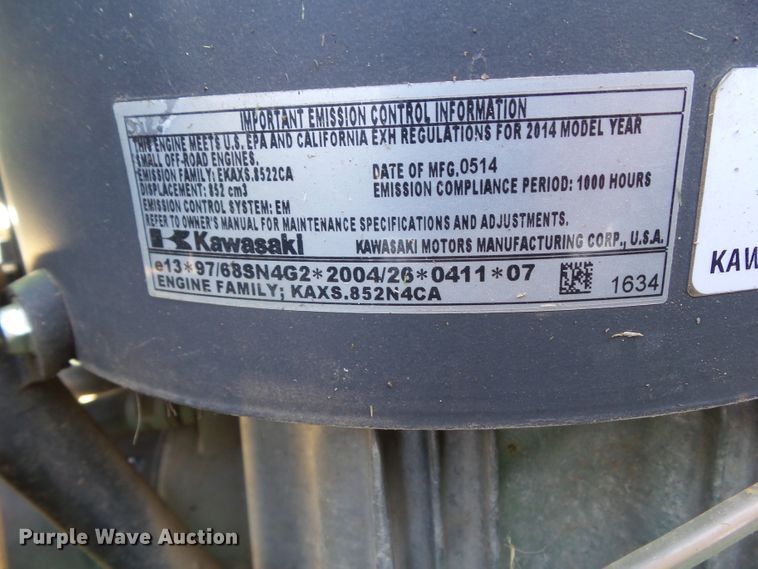 IMPORTANT EMISSION CONTROL INFORMATION
THIS ENGINE MEETS U.S. EPA AND CALIFORNIA EXH REGULATIONS FOR 2014 MODEL YEAR
SMALL OFF-ROAD ENGINES.
EMISSION FAMILY: EKAXS.8522CA DATE OF MFG.0514
DISPLACEMENT: 852 cm3 EMISSION COMPLIANCE PERIOD: 1000 HOURS
EMISSION CONTROL SYSTEM: EM
REFER TO OWNER'S MANUAL FOR MAINTENANCE SPECIFICATIONS AND ADJUSTMENTS.
Kawasaki KAWASAKI MOTORS MANUFACTURING CORP., U.S.A.
e13*97/68SN4G2*2004/26*0411*07
ENGINE FAMILY; KAXS.852N4CA 1634
KAW
Purple Wave Auction